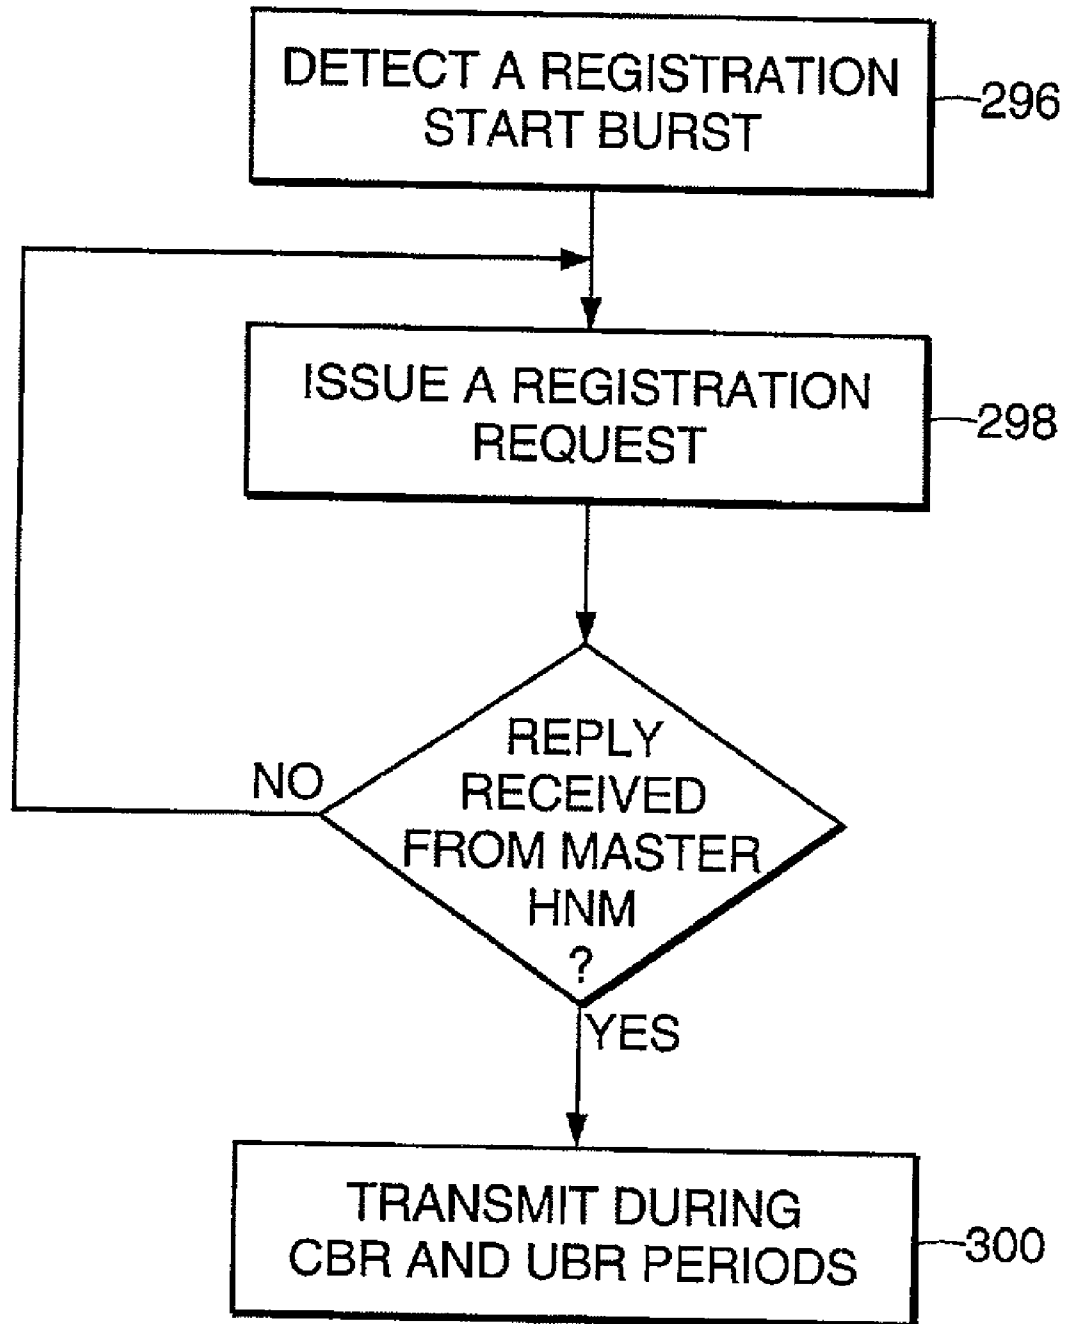 DETECT A REGISTRATION
START BURST
296
ISSUE A REGISTRATION
REQUEST
298
REPLY
RECEIVED
FROM MASTER
HNM
?
NO
YES
TRANSMIT DURING
CBR AND UBR PERIODS
300